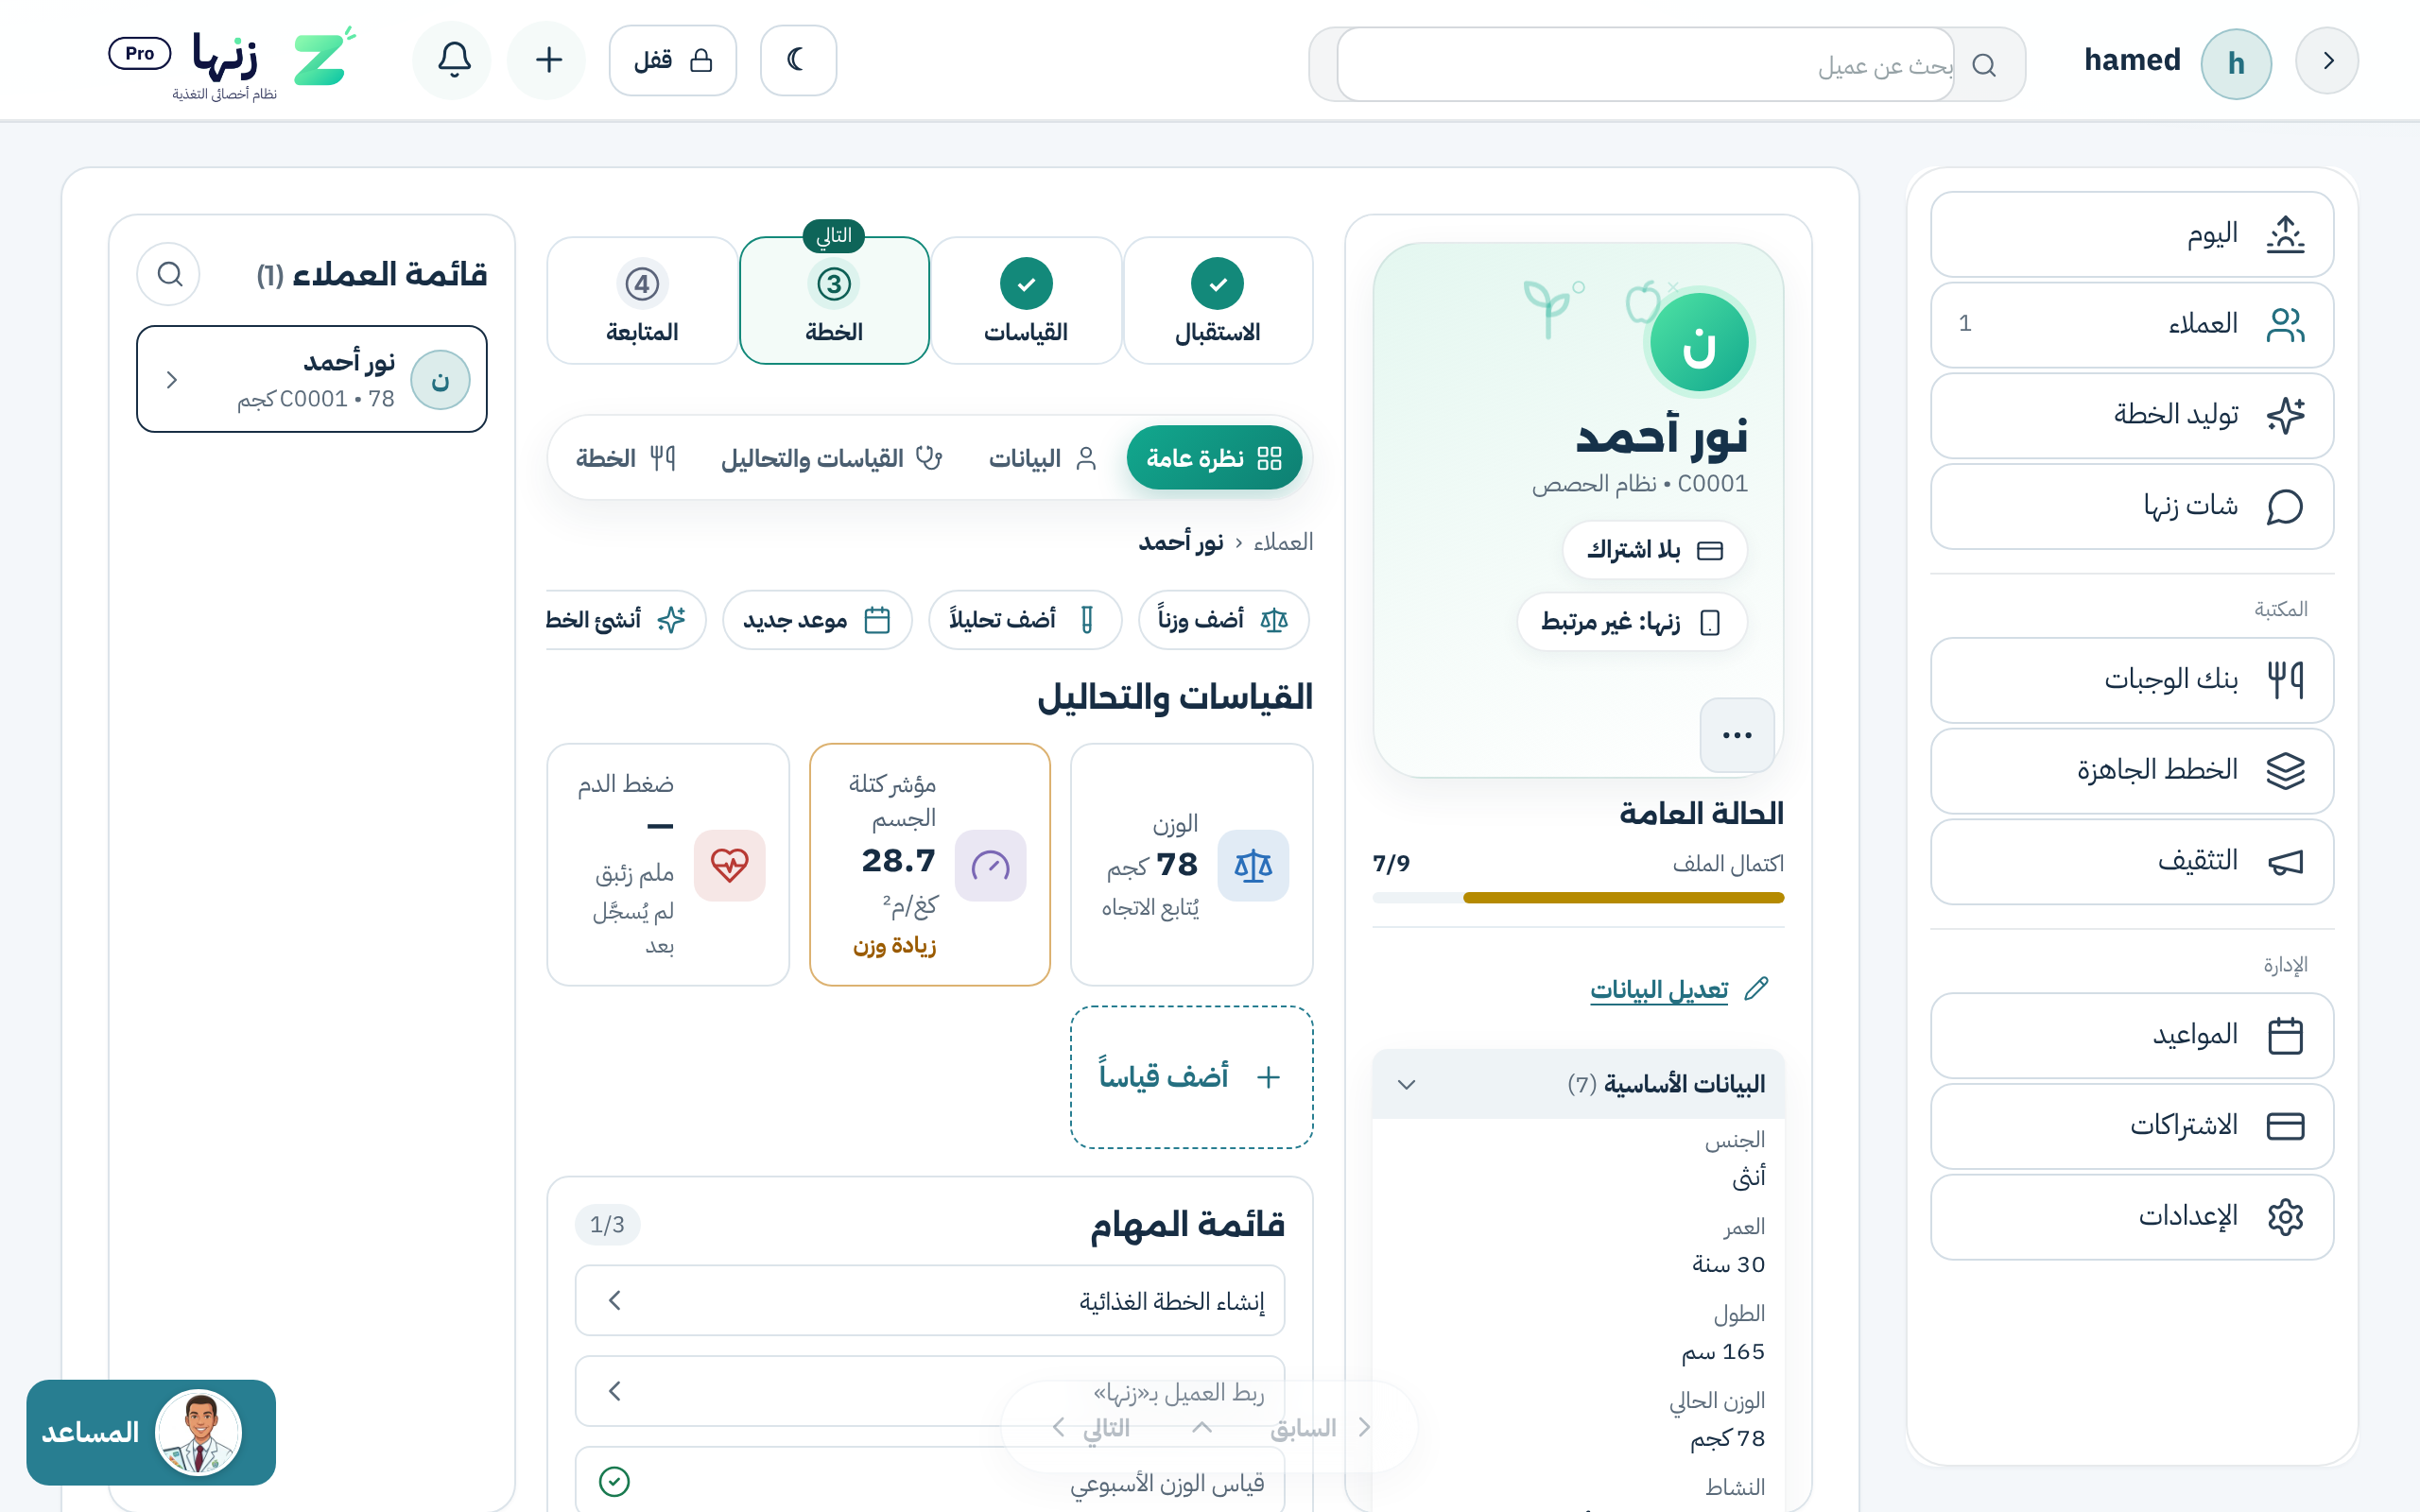 hamed
h
بحث عن عميل
قفل
زنها
Pro
نظام أخصائي التغذية
اليوم
العملاء
1
توليد الخطة
شات زنها
المكتبة
بنك الوجبات
الخطط الجاهزة
التثقيف
الإدارة
المواعيد
الاشتراكات
الإعدادات
ن
نور أحمد
C0001 • نظام الحصص
بلا اشتراك
زنها: غير مرتبط
الحالة العامة
اكتمال الملف
7/9
تعديل البيانات
البيانات الأساسية (7)
الجنس
أنثى
العمر
30 سنة
الطول
165 سم
الوزن الحالي
78 كجم
النشاط
الاستقبال
القياسات
التالي
3
الخطة
4
المتابعة
نظرة عامة
البيانات
القياسات والتحاليل
الخطة
العملاء › نور أحمد
أضف وزناً
أضف تحليلاً
موعد جديد
أنشئ الخط
القياسات والتحاليل
الوزن
78 كجم
يُتابع الاتجاه
مؤشر كتلة
الجسم
28.7
كغ/م²
زيادة وزن
ضغط الدم
—
ملم زئبق
لم يُسجَّل
بعد
أضف قياساً
قائمة المهام
1/3
إنشاء الخطة الغذائية
ربط العميل بـ«زنها»
السابق
التالي
قياس الوزن الأسبوعي
قائمة العملاء (1)
ن
نور أحمد
C0001 • 78 كجم
المساعد